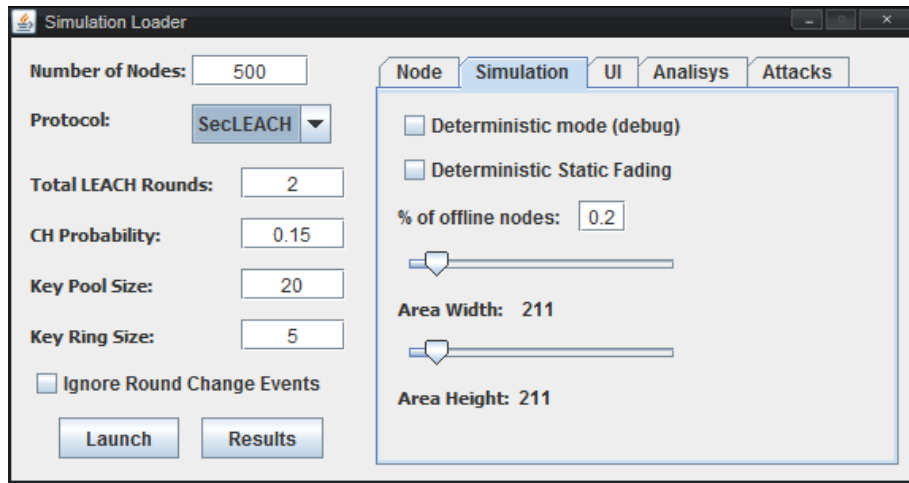 Simulation Loader
Number of Nodes: 500
Protocol: SecLEACH
Total LEACH Rounds: 2
CH Probability: 0.15
Key Pool Size: 20
Key Ring Size: 5
Ignore Round Change Events
Launch Results
Node Simulation UI Analisys Attacks
Deterministic mode (debug)
Deterministic Static Fading
% of offline nodes: 0.2
Area Width: 211
Area Height: 211